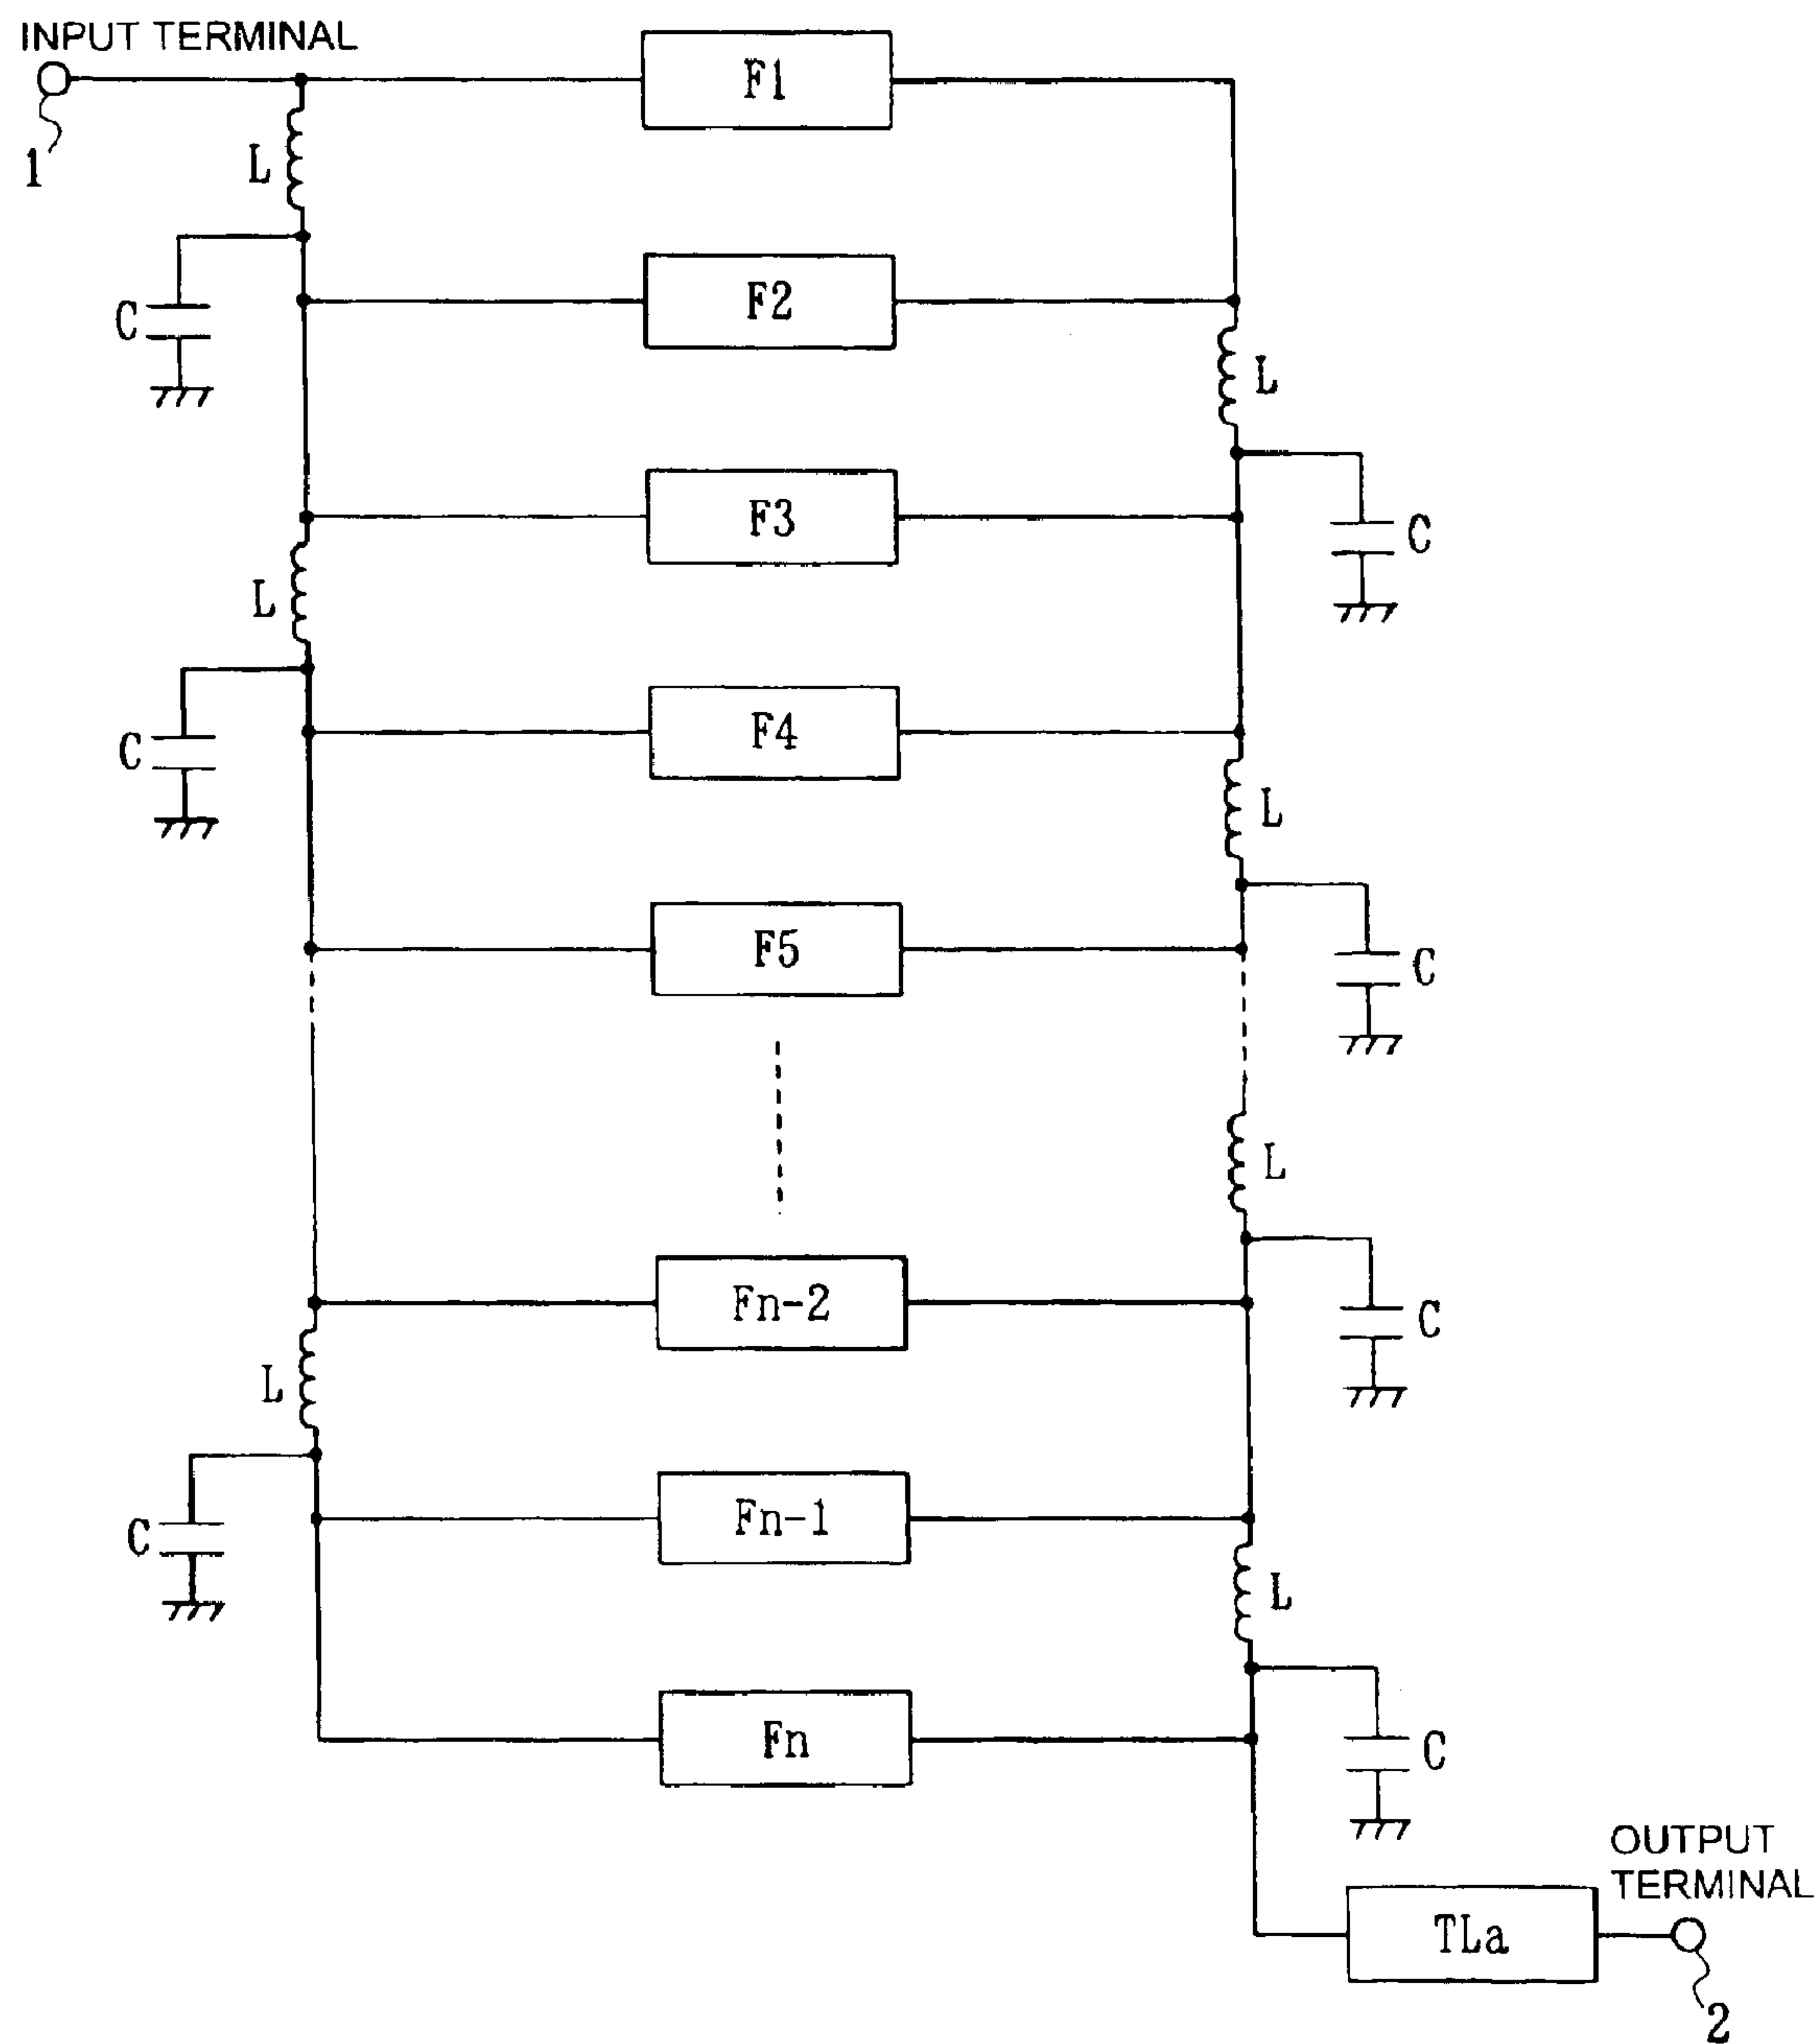 INPUT TERMINAL
F1
1
L
F2
C
L
F3
C
L
F4
C
L
F5
C
L
Fn-2
C
L
Fn-1
C
L
Fn
C
OUTPUT
TERMINAL
TLa
2